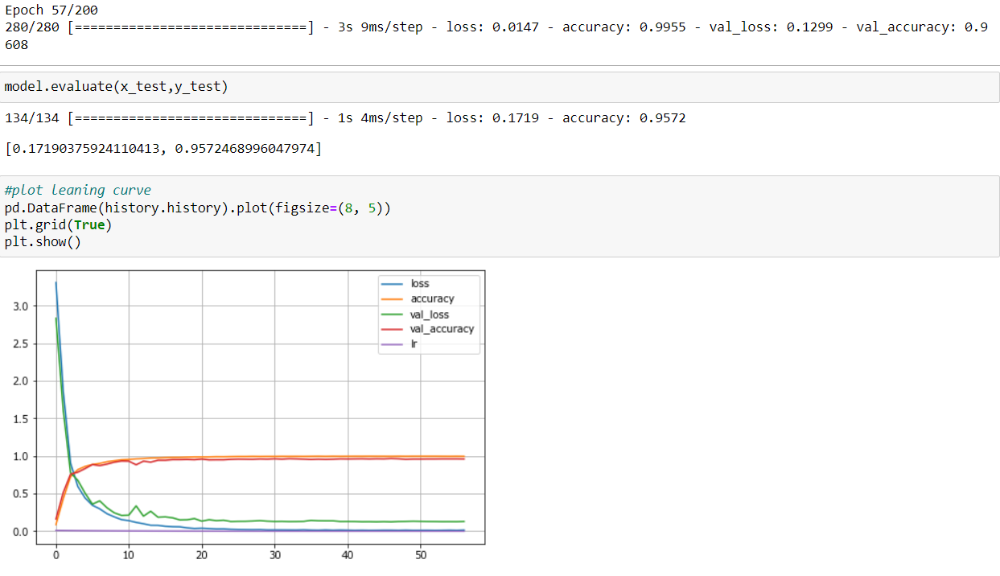 Epoch 57/200
280/280 [==============================] - 3s 9ms/step - loss: 0.0147 - accuracy: 0.9955 - val_loss: 0.1299 - val_accuracy: 0.9
608
model.evaluate(x_test,y_test)
134/134 [==============================] - 1s 4ms/step - loss: 0.1719 - accuracy: 0.9572
[0.17190375924110413, 0.9572468996047974]
#plot leaning curve
pd.DataFrame(history.history).plot(figsize=(8, 5))
plt.grid(True)
plt.show()
loss
accuracy
val_loss
val_accuracy
lr
3.0
2.5
2.0
1.5
1.0
0.5
0.0
0 10 20 30 40 50